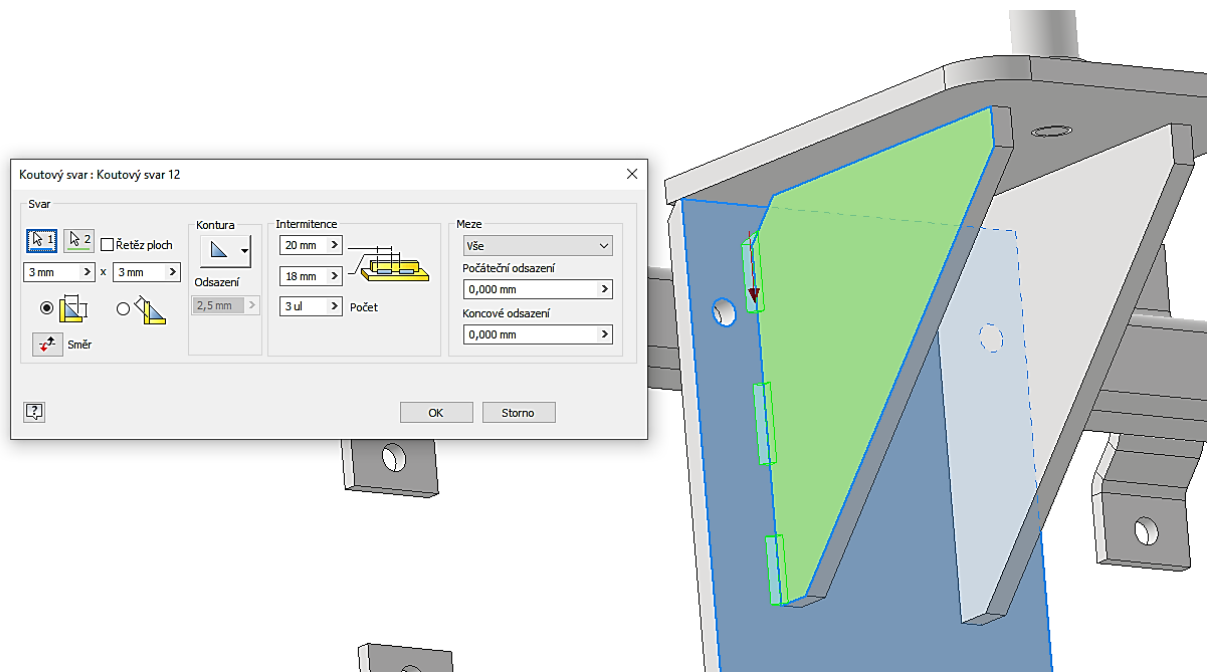 Koutový svar : Koutový svar 12
Svar
1
2
Řetěz ploch
3 mm
x
3 mm
Směr
Kontura
Odsazení
2,5 mm
Intermitence
20 mm
18 mm
3 ul
Počet
Meze
Vše
Počáteční odsazení
0,000 mm
Koncové odsazení
0,000 mm
?
OK
Storno